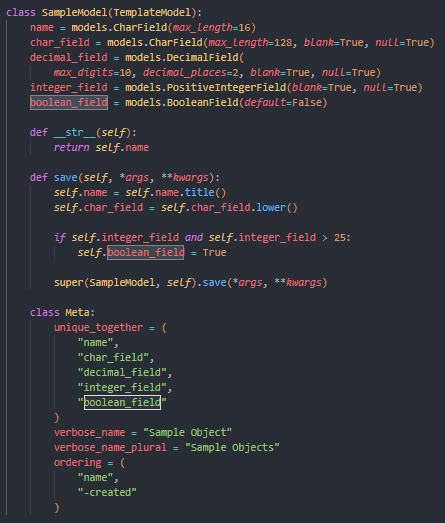 class SampleModel(TemplateModel):
    name = models.CharField(max_length=16)
    char_field = models.CharField(max_length=128, blank=True, null=True)
    decimal_field = models.DecimalField(
        max_digits=10, decimal_places=2, blank=True, null=True)
    integer_field = models.PositiveIntegerField(blank=True, null=True)
    boolean_field = models.BooleanField(default=False)

    def __str__(self):
        return self.name

    def save(self, *args, **kwargs):
        self.name = self.name.title()
        self.char_field = self.char_field.lower()

        if self.integer_field and self.integer_field > 25:
            self.boolean_field = True

        super(SampleModel, self).save(*args, **kwargs)

    class Meta:
        unique_together = (
            "name",
            "char_field",
            "decimal_field",
            "integer_field",
            "boolean_field"
        )
        verbose_name = "Sample Object"
        verbose_name_plural = "Sample Objects"
        ordering = (
            "name",
            "-created"
        )